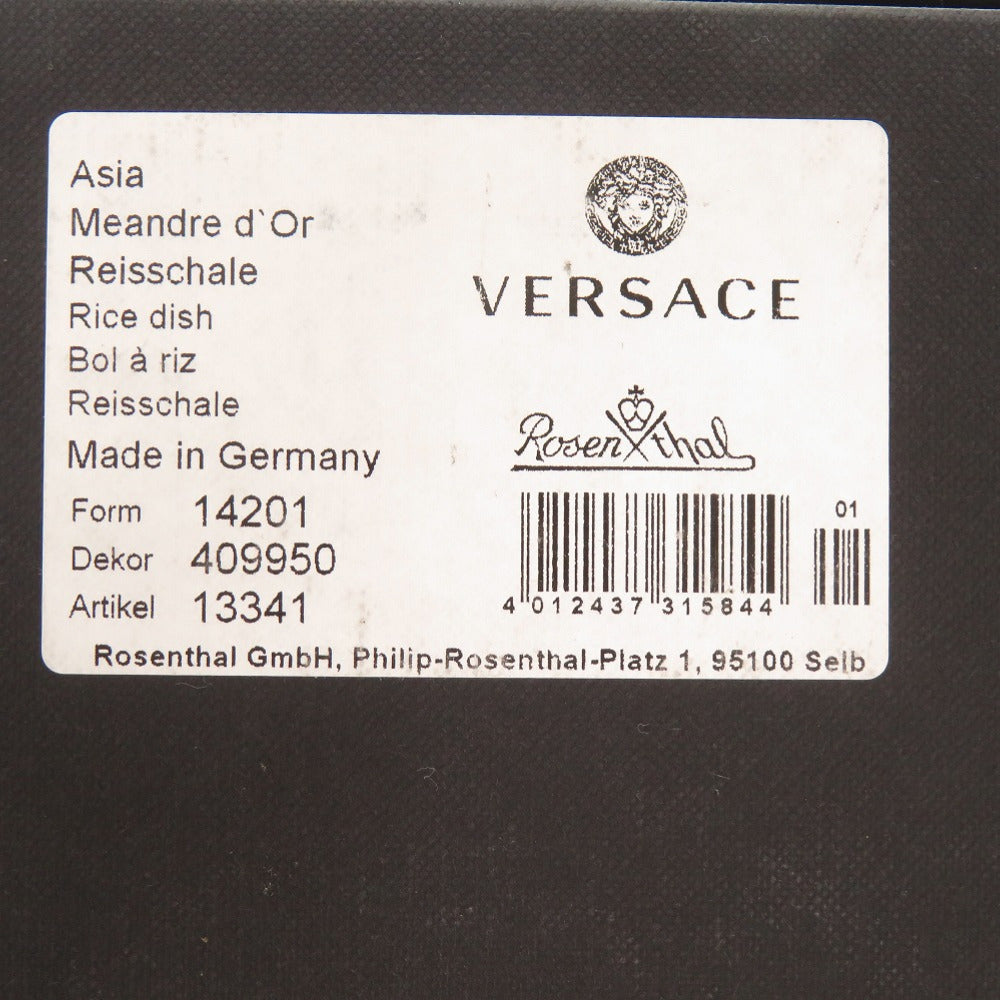 Asia
Meandre d`Or
Reisschale
Rice dish
Bol à riz
Reisschale
Made in Germany
Form 14201
Dekor 409950
Artikel 13341
VERSACE
Rosenthal
01
4 012437 315844
Rosenthal GmbH, Philip-Rosenthal-Platz 1, 95100 Selb